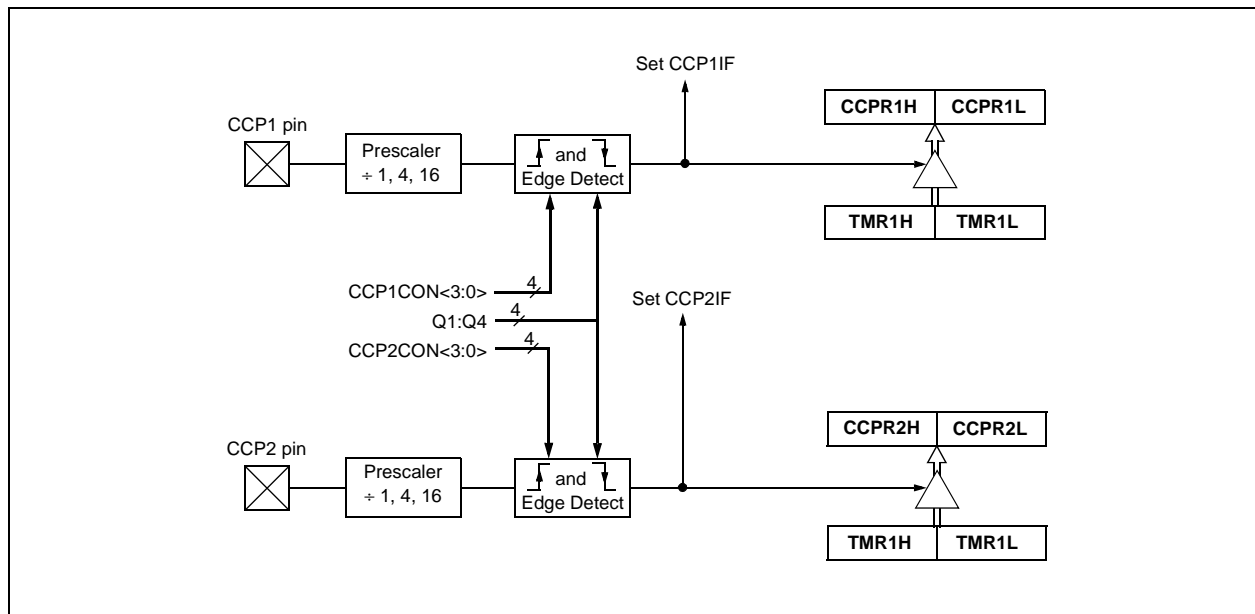 Set CCP1IF
CCPR1H CCPR1L
CCP1 pin
Prescaler
÷ 1, 4, 16
and
Edge Detect
TMR1H TMR1L
CCP1CON<3:0>
4
Q1:Q4
4
CCP2CON<3:0>
4
Set CCP2IF
CCPR2H CCPR2L
CCP2 pin
Prescaler
÷ 1, 4, 16
and
Edge Detect
TMR1H TMR1L